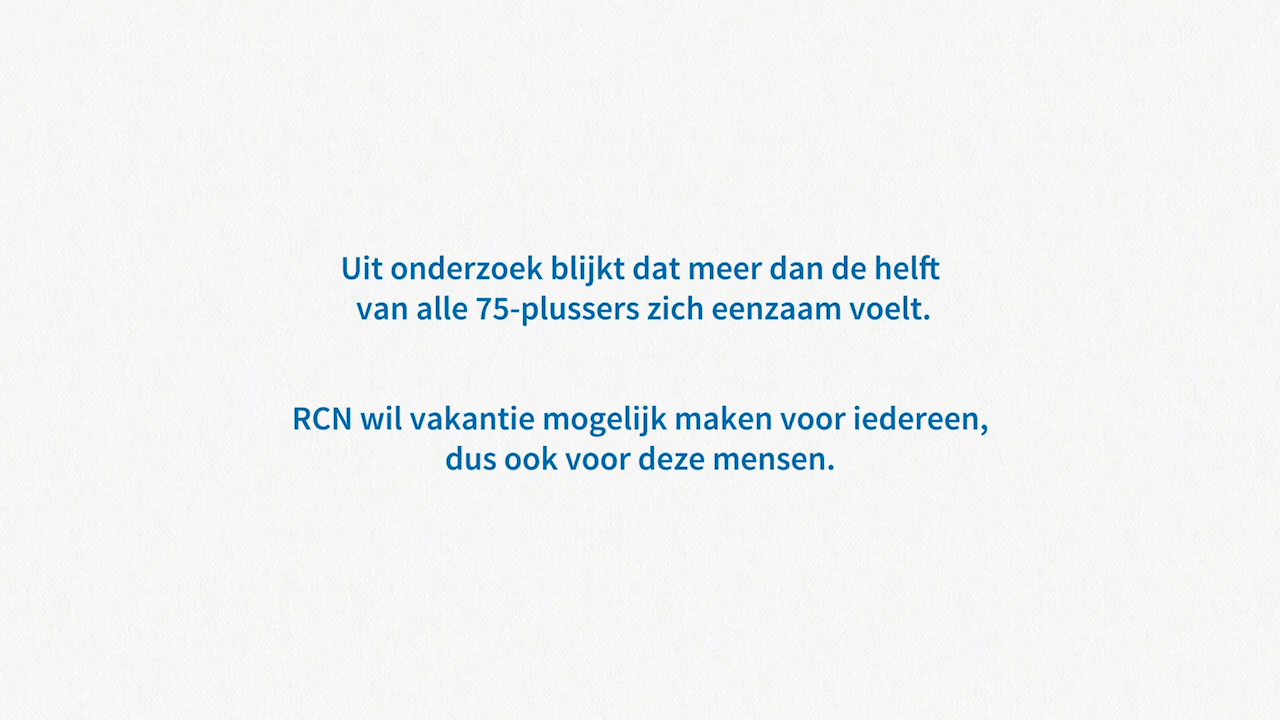 Uit onderzoek blijkt dat meer dan de helft
van alle 75-plussers zich eenzaam voelt.
RCN wil vakantie mogelijk maken voor iedereen,
dus ook voor deze mensen.